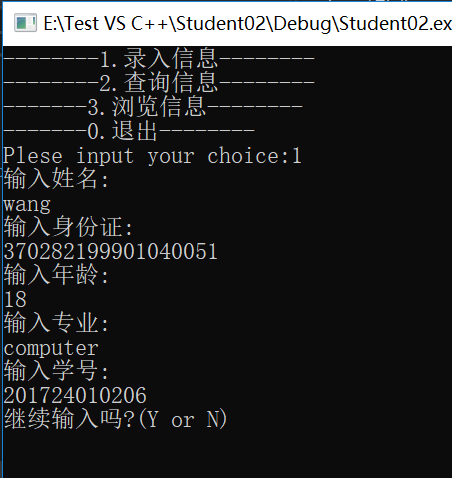 E:\Test VS C++\Student02\Debug\Student02.ex
--------1.录入信息--------
--------2.查询信息--------
-------3.浏览信息--------
-------0.退出--------
Plese input your choice:1
输入姓名:
wang
输入身份证:
370282199901040051
输入年龄:
18
输入专业:
computer
输入学号:
201724010206
继续输入吗?(Y or N)